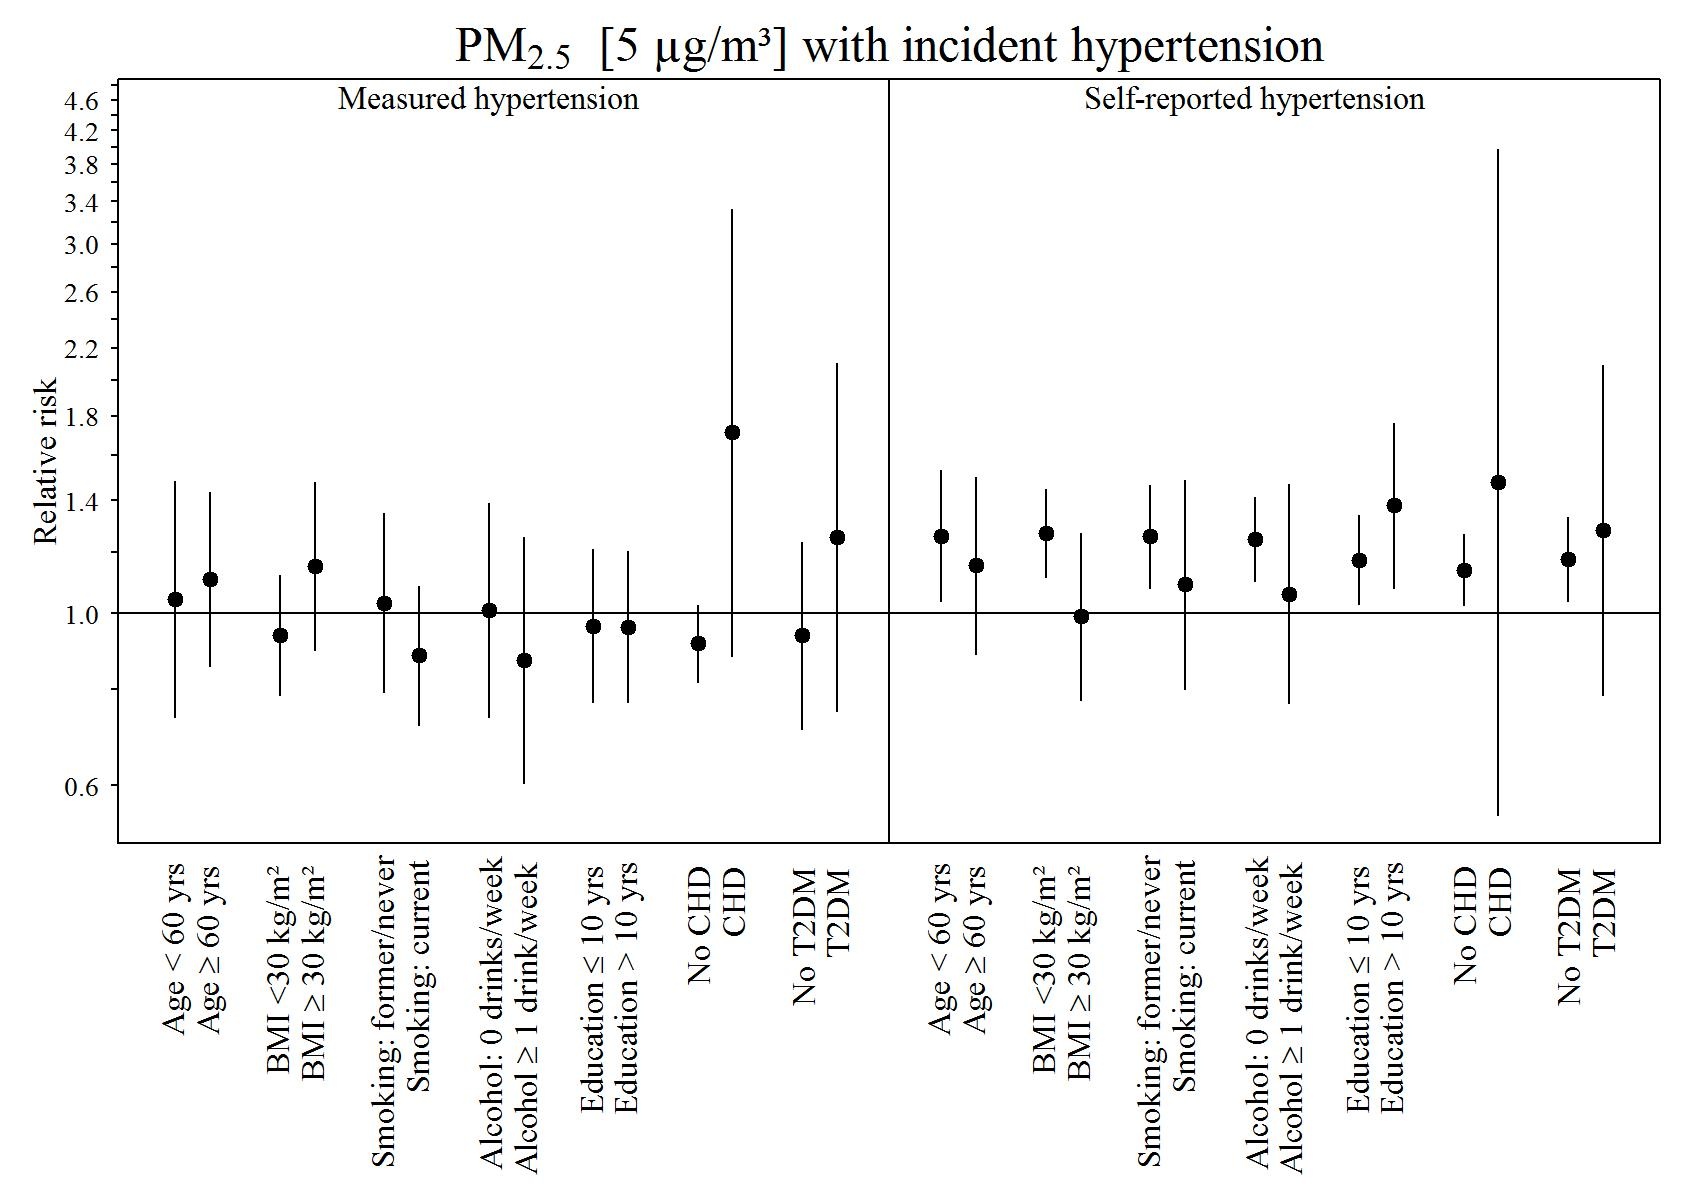 PM₂.₅ [5 µg/m³] with incident hypertension
Measured hypertension
Self-reported hypertension
Relative risk
4.6
4.2
3.8
3.4
3.0
2.6
2.2
1.8
1.4
1.0
0.6
Age < 60 yrs
Age ≥ 60 yrs
BMI <30 kg/m²
BMI ≥ 30 kg/m²
Smoking: former/never
Smoking: current
Alcohol: 0 drinks/week
Alcohol ≥ 1 drink/week
Education ≤ 10 yrs
Education > 10 yrs
No CHD
CHD
No T2DM
T2DM
Age < 60 yrs
Age ≥ 60 yrs
BMI <30 kg/m²
BMI ≥ 30 kg/m²
Smoking: former/never
Smoking: current
Alcohol: 0 drinks/week
Alcohol ≥ 1 drink/week
Education ≤ 10 yrs
Education > 10 yrs
No CHD
CHD
No T2DM
T2DM